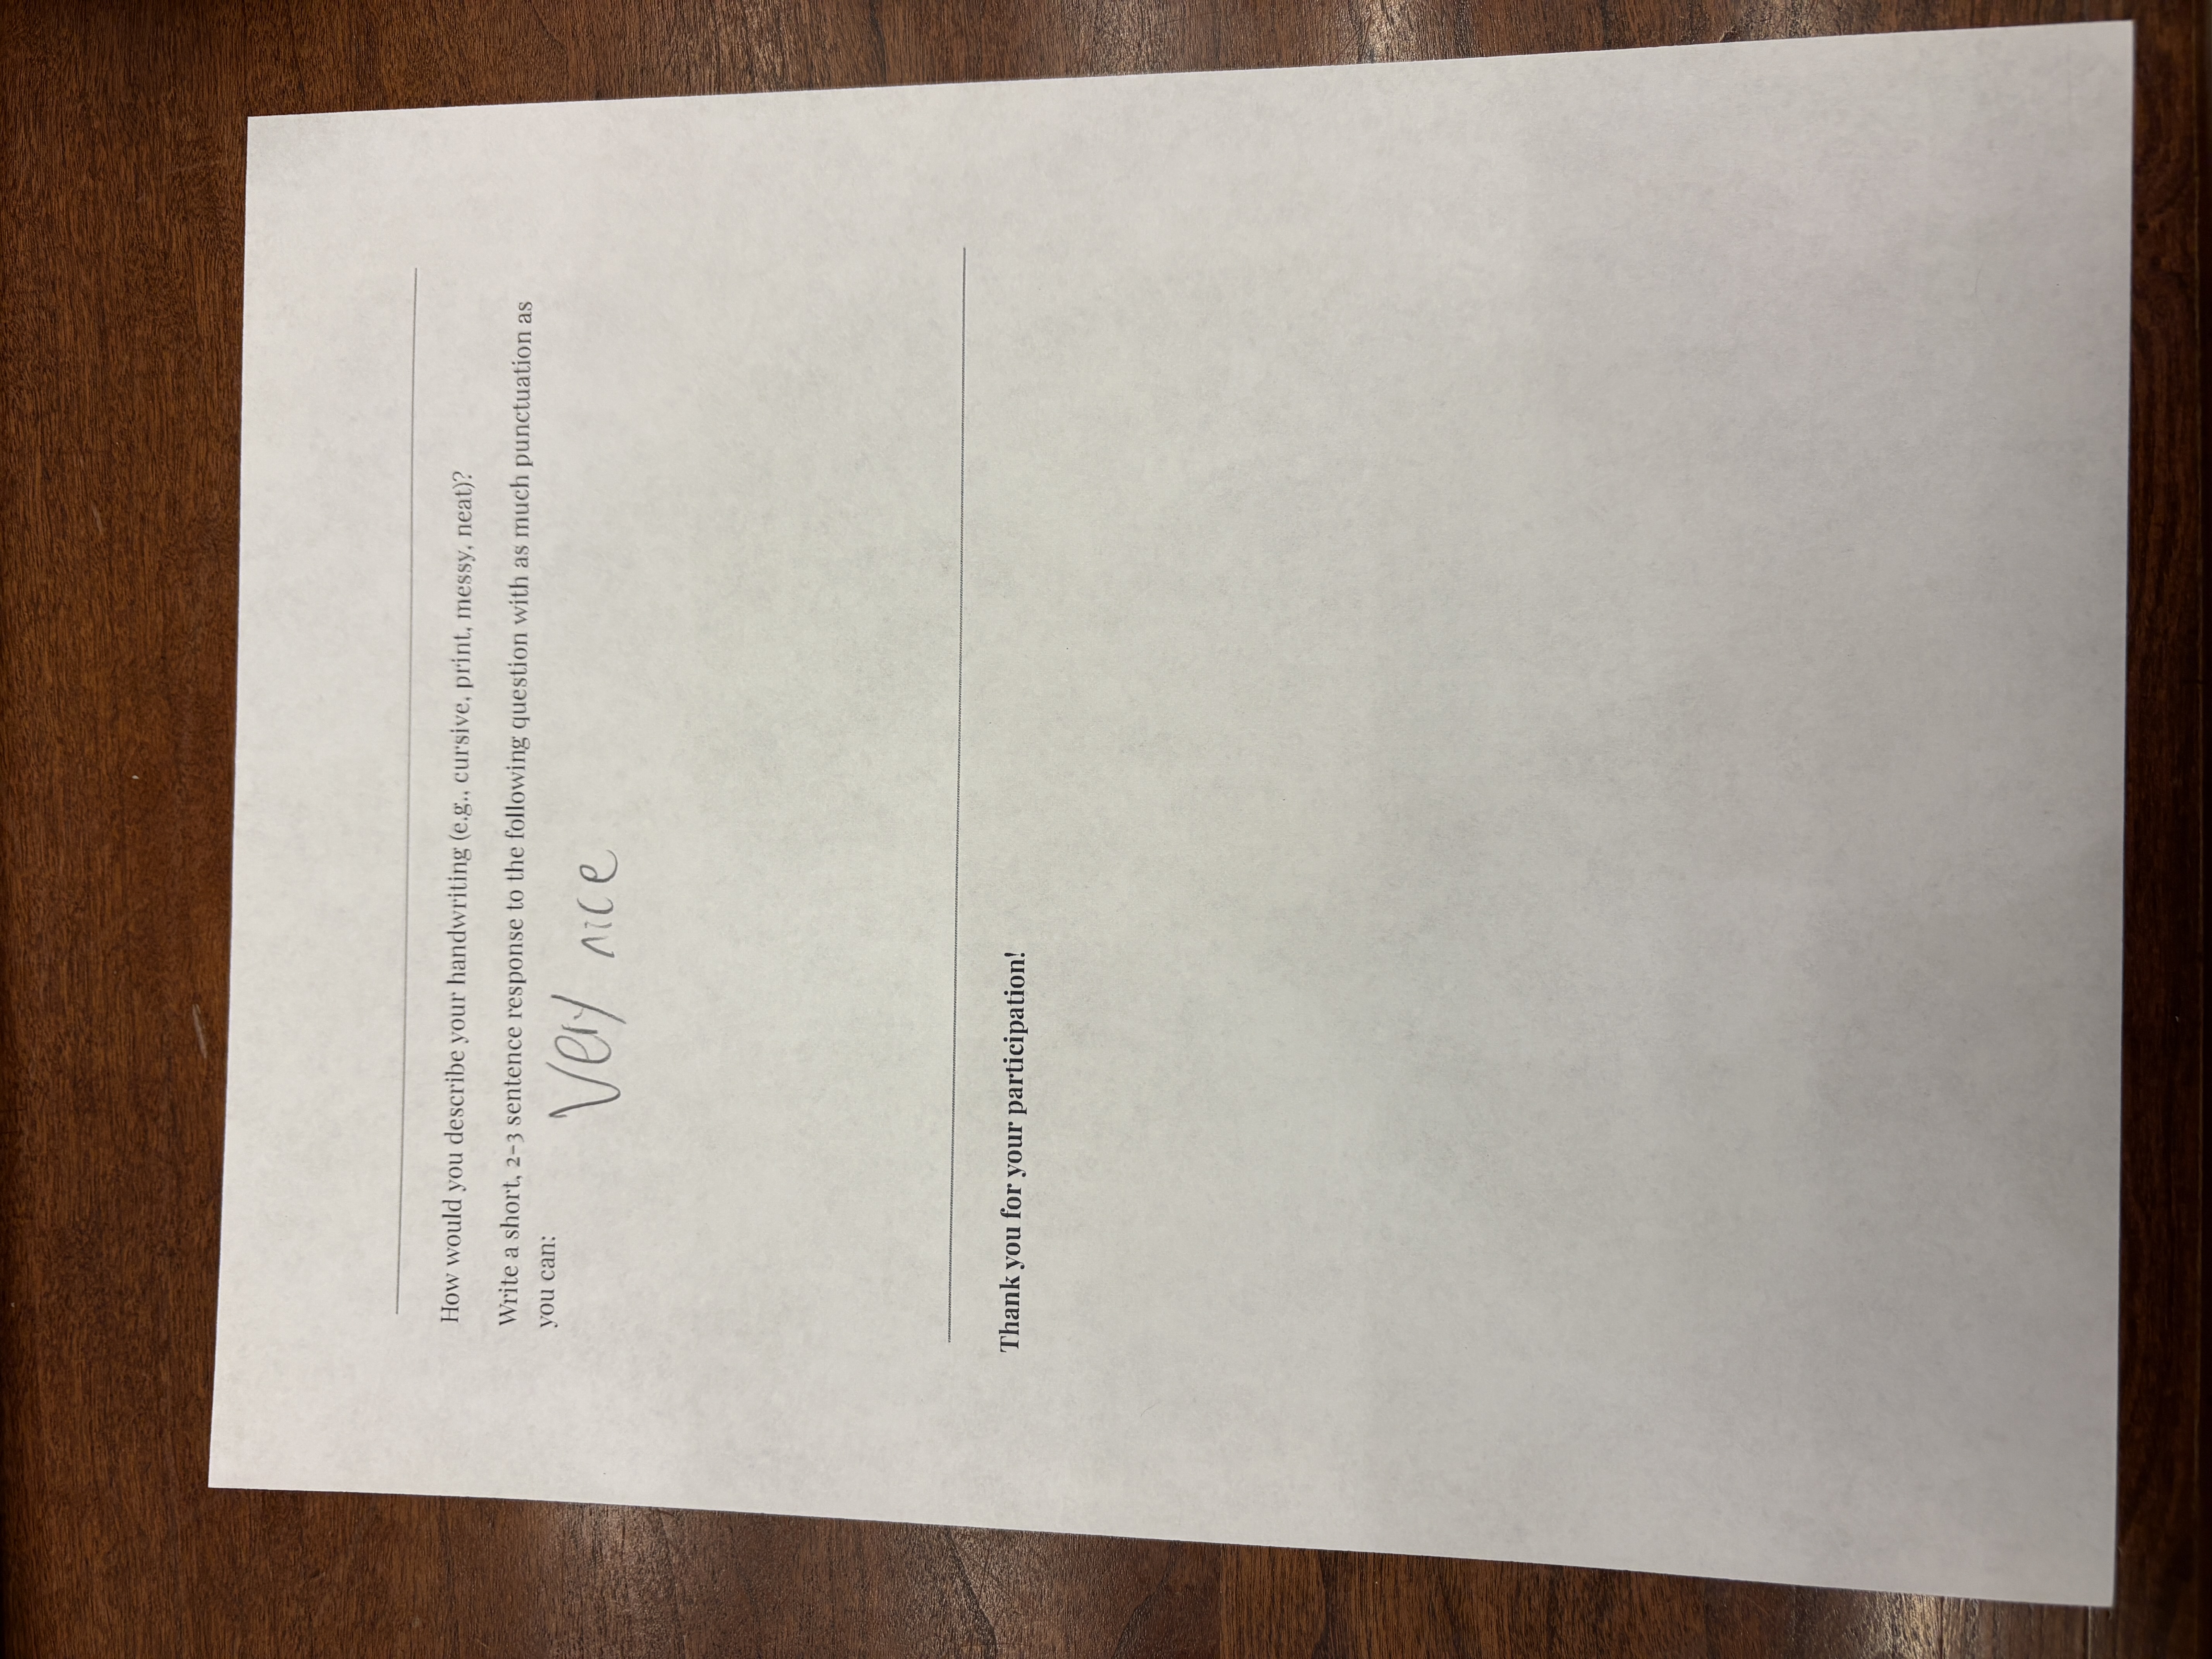 How would you describe your handwriting (e.g., cursive, print, messy, neat)?
Write a short, 2-3 sentence response to the following question with as much punctuation as
you can:
Very nice
Thank you for your participation!